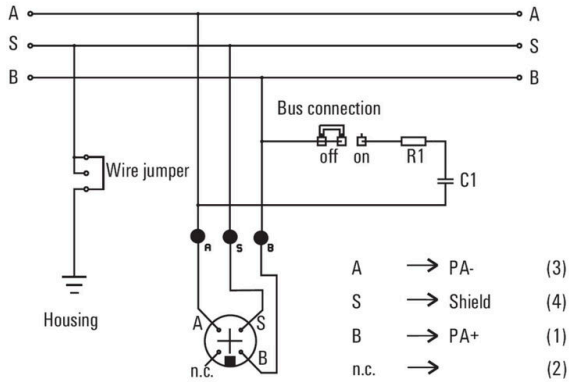 A A
S S
B B
Bus connection
off on R1
Wire jumper
C1
A S B
A → PA- (3)
S → Shield (4)
B → PA+ (1)
n.c. → (2)
Housing
A S
n.c. B